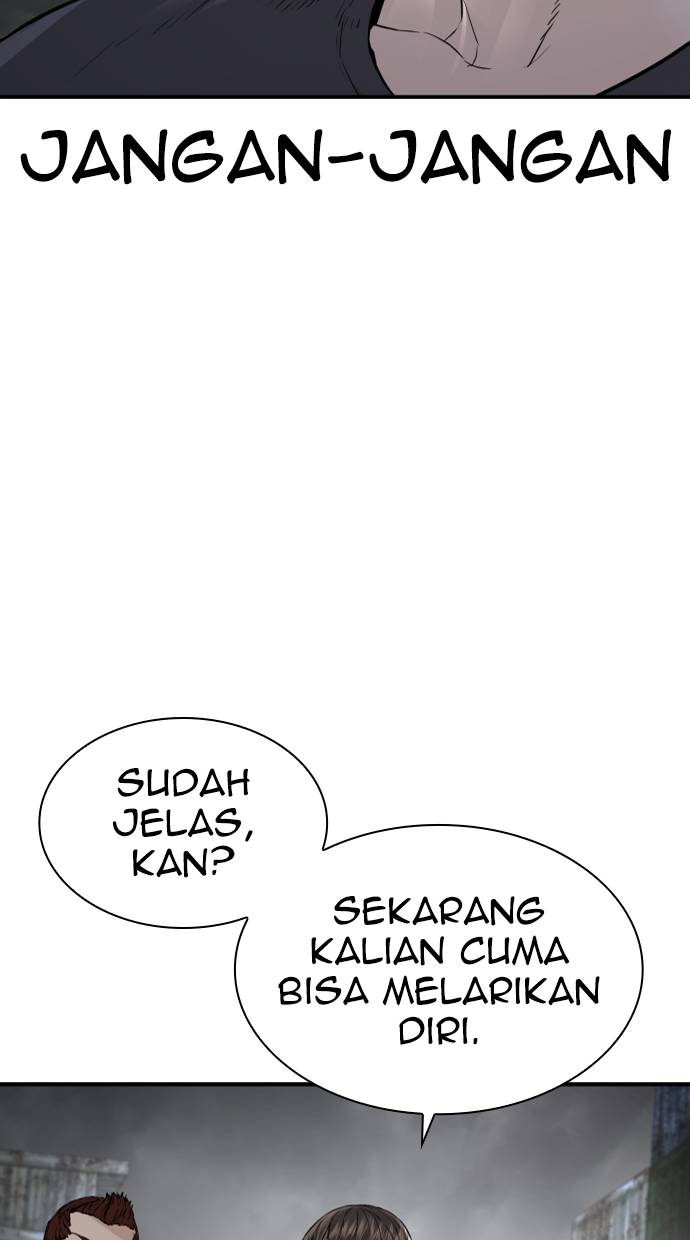 JANGAN-JANGAN
SUDAH
JELAS,
KAN?
SEKARANG
KALIAN CUMA
BISA MELARIKAN
DIRI.